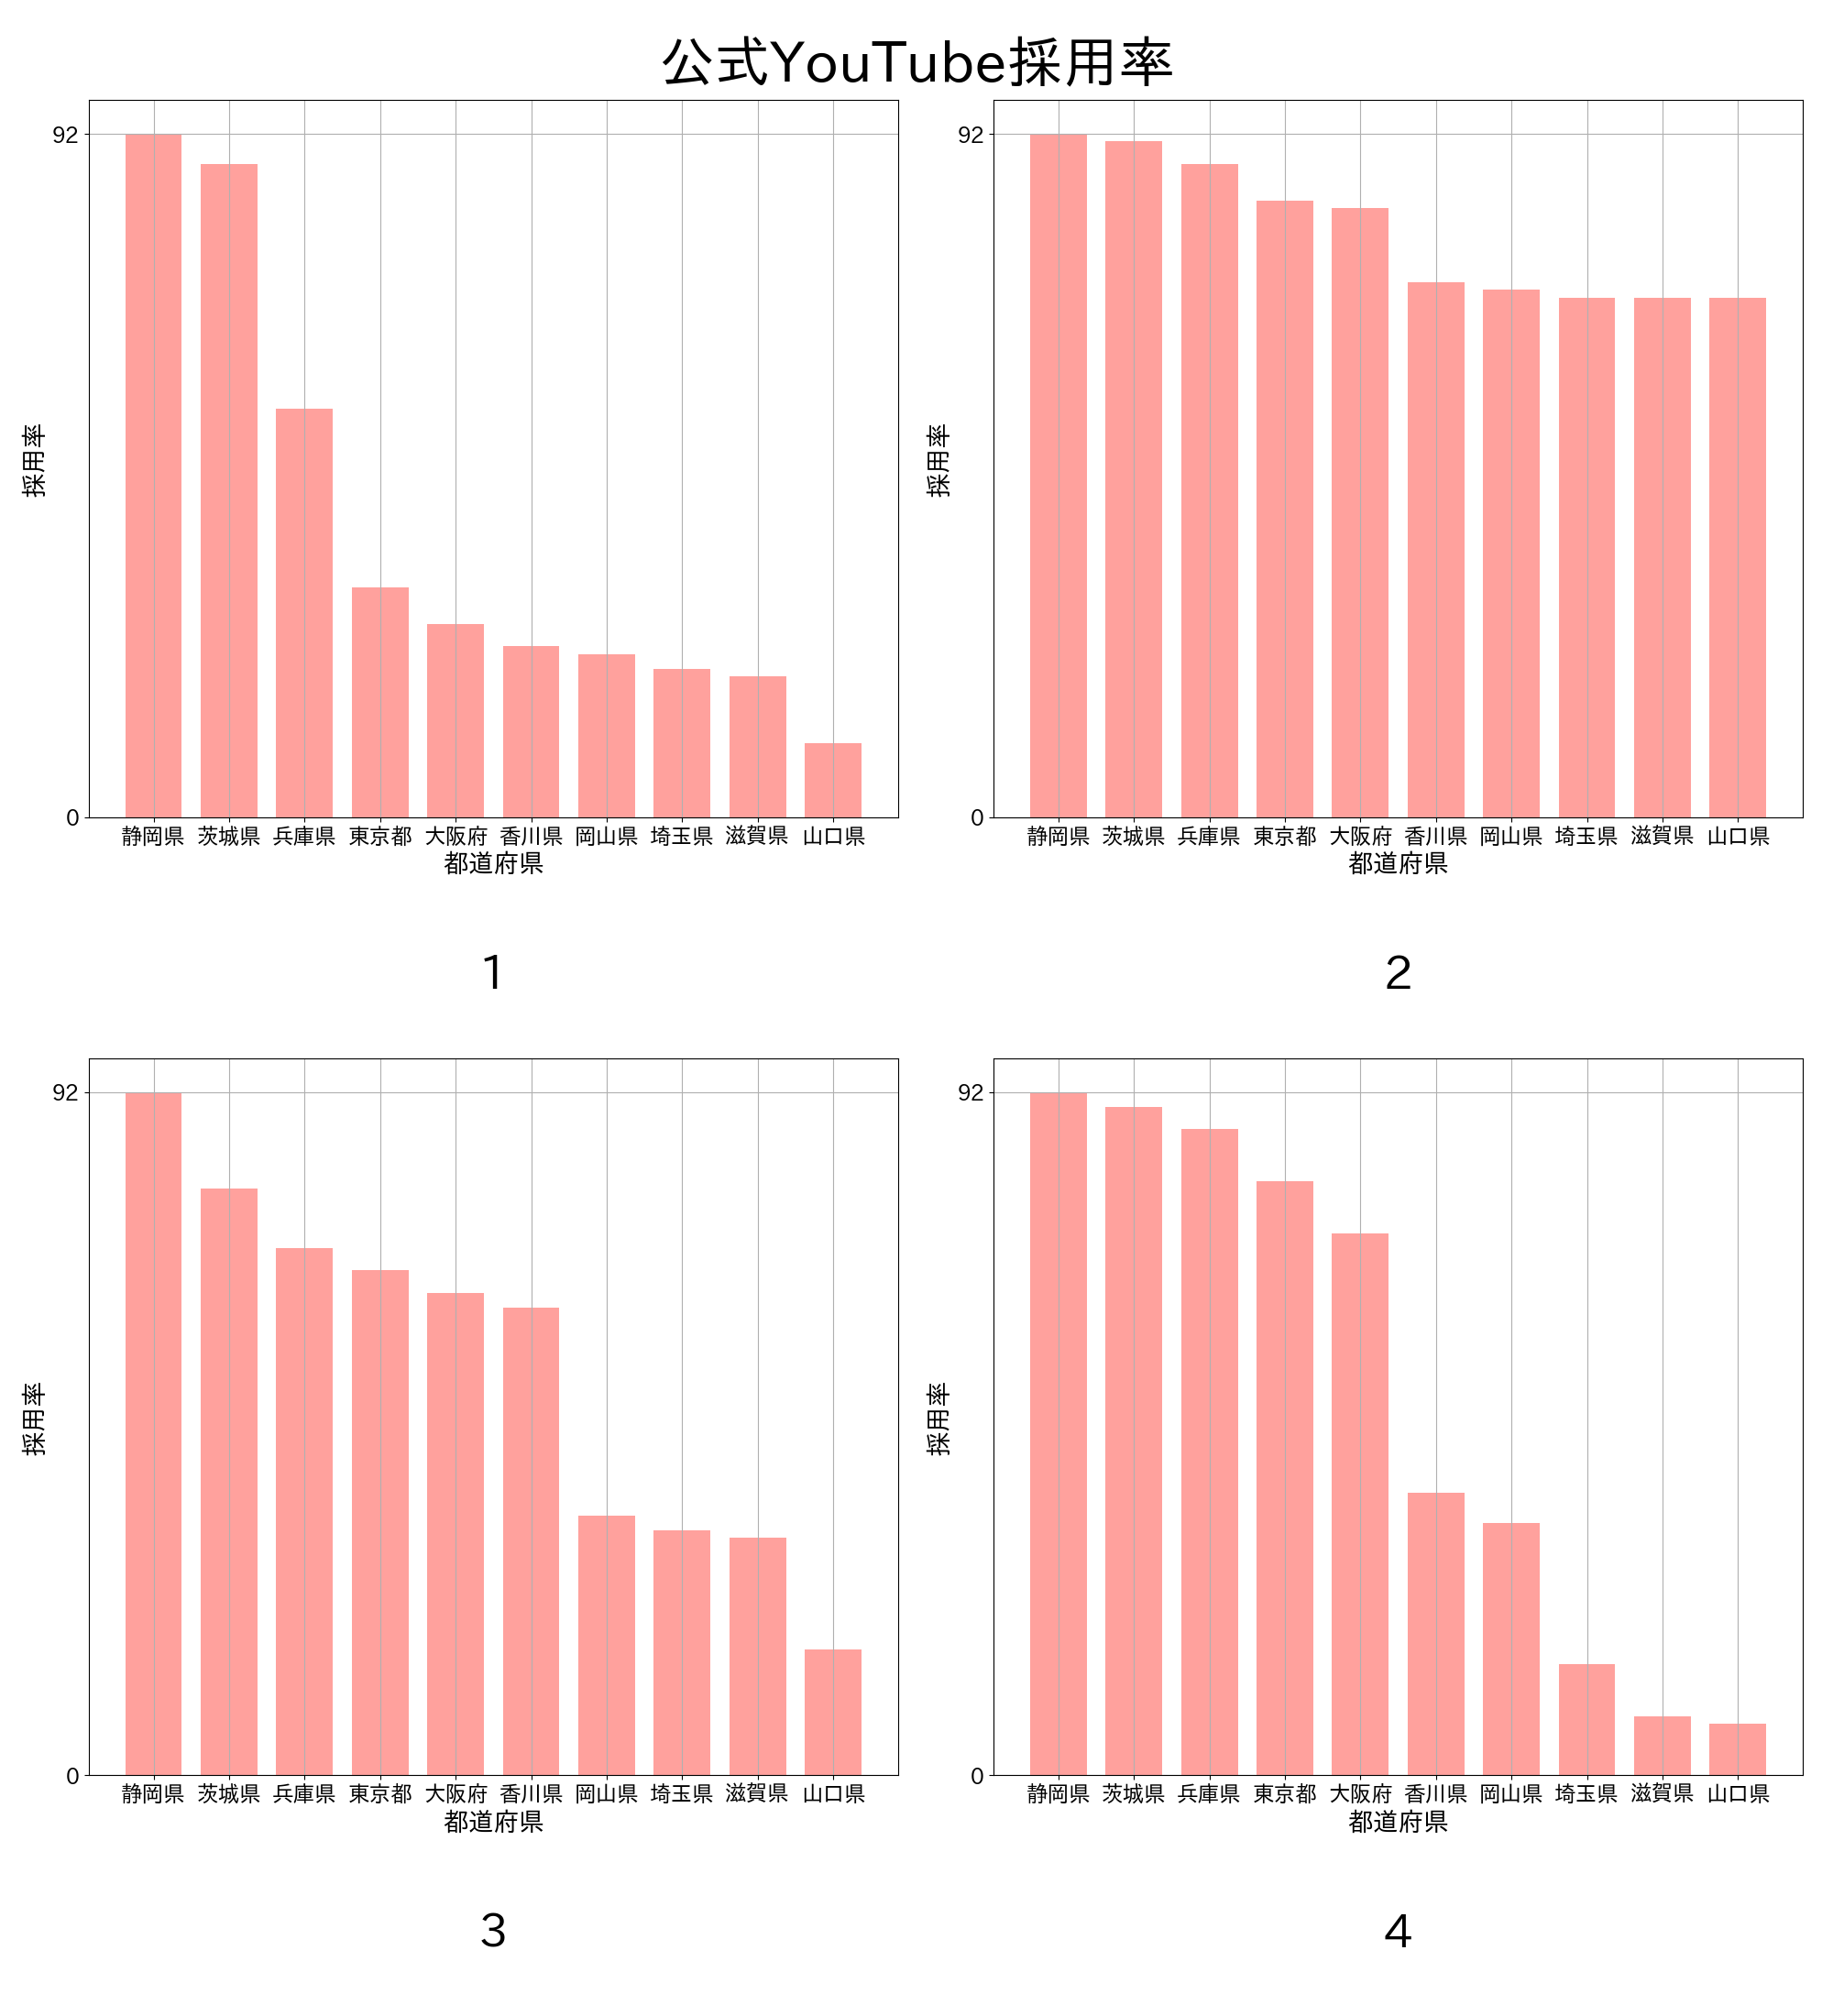 公式YouTube採用率
92
0
採用率
静岡県 茨城県 兵庫県 東京都 大阪府 香川県 岡山県 埼玉県 滋賀県 山口県
都道府県
1
92
0
採用率
静岡県 茨城県 兵庫県 東京都 大阪府 香川県 岡山県 埼玉県 滋賀県 山口県
都道府県
2
92
0
採用率
静岡県 茨城県 兵庫県 東京都 大阪府 香川県 岡山県 埼玉県 滋賀県 山口県
都道府県
3
92
0
採用率
静岡県 茨城県 兵庫県 東京都 大阪府 香川県 岡山県 埼玉県 滋賀県 山口県
都道府県
4